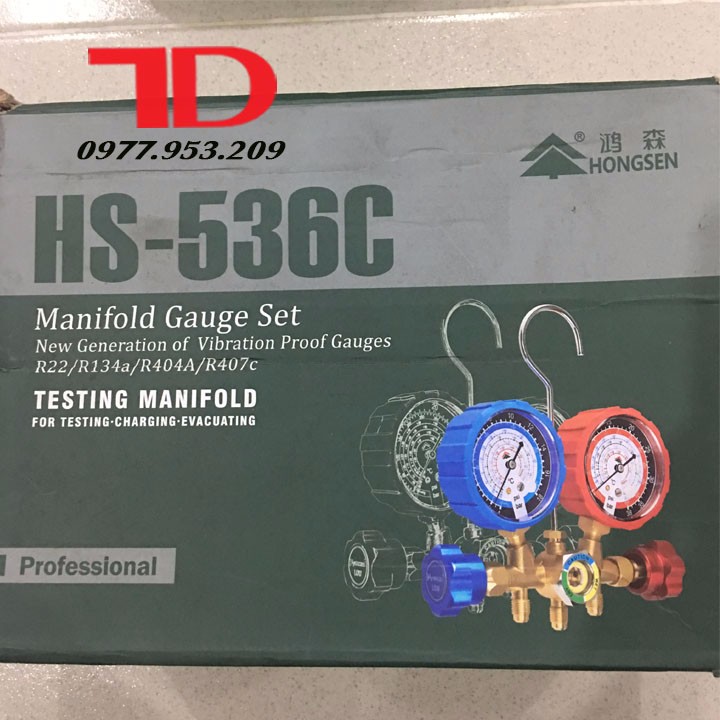 TD
0977.953.209
® 鸿森
HONGSEN
HS-536C
Manifold Gauge Set
New Generation of Vibration Proof Gauges
R22/R134a/R404A/R407c
TESTING MANIFOLD
FOR TESTING·CHARGING·EVACUATING
Professional